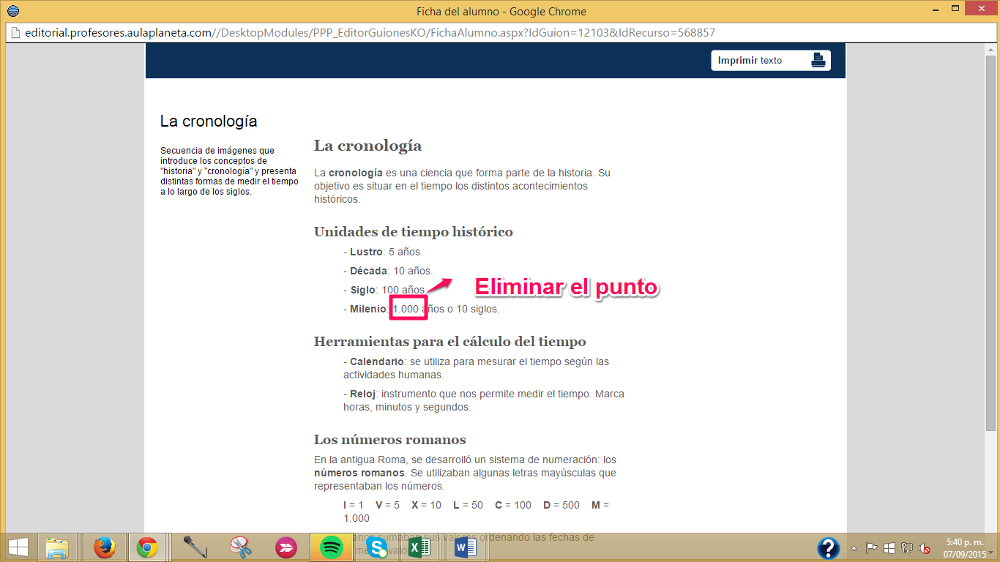 Ficha del alumno - Google Chrome
editorial.profesores.aulaplaneta.com//DesktopModules/PPP_EditorGuionesKO/FichaAlumno.aspx?IdGuion=12103&IdRecurso=568857
Imprimir texto
La cronología
Secuencia de imágenes que
introduce los conceptos de
"historia" y "cronología" y presenta
distintas formas de medir el tiempo
a lo largo de los siglos.
La cronología
La cronología es una ciencia que forma parte de la historia. Su
objetivo es situar en el tiempo los distintos acontecimientos
históricos.
Unidades de tiempo histórico
- Lustro: 5 años.
- Década: 10 años.
- Siglo: 100 años.
- Milenio: 1.000 años o 10 siglos.
Eliminar el punto
Herramientas para el cálculo del tiempo
- Calendario: se utiliza para mesurar el tiempo según las
actividades humanas.
- Reloj: instrumento que nos permite medir el tiempo. Marca
horas, minutos y segundos.
Los números romanos
En la antigua Roma, se desarrolló un sistema de numeración: los
números romanos. Se utilizaban algunas letras mayúsculas que
representaban los números.
I = 1 V = 5 X = 10 L = 50 C = 100 D = 500 M =
1.000
sus valores ordenando las fechas de
5:40 p. m.
07/09/2015